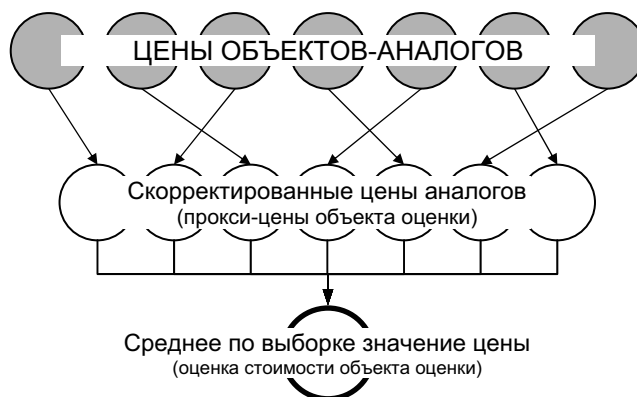 ЦЕНЫ ОБЪЕКТОВ-АНАЛОГОВ
Скорректированные цены аналогов
(прокси-цены объекта оценки)
Среднее по выборке значение цены
(оценка стоимости объекта оценки)